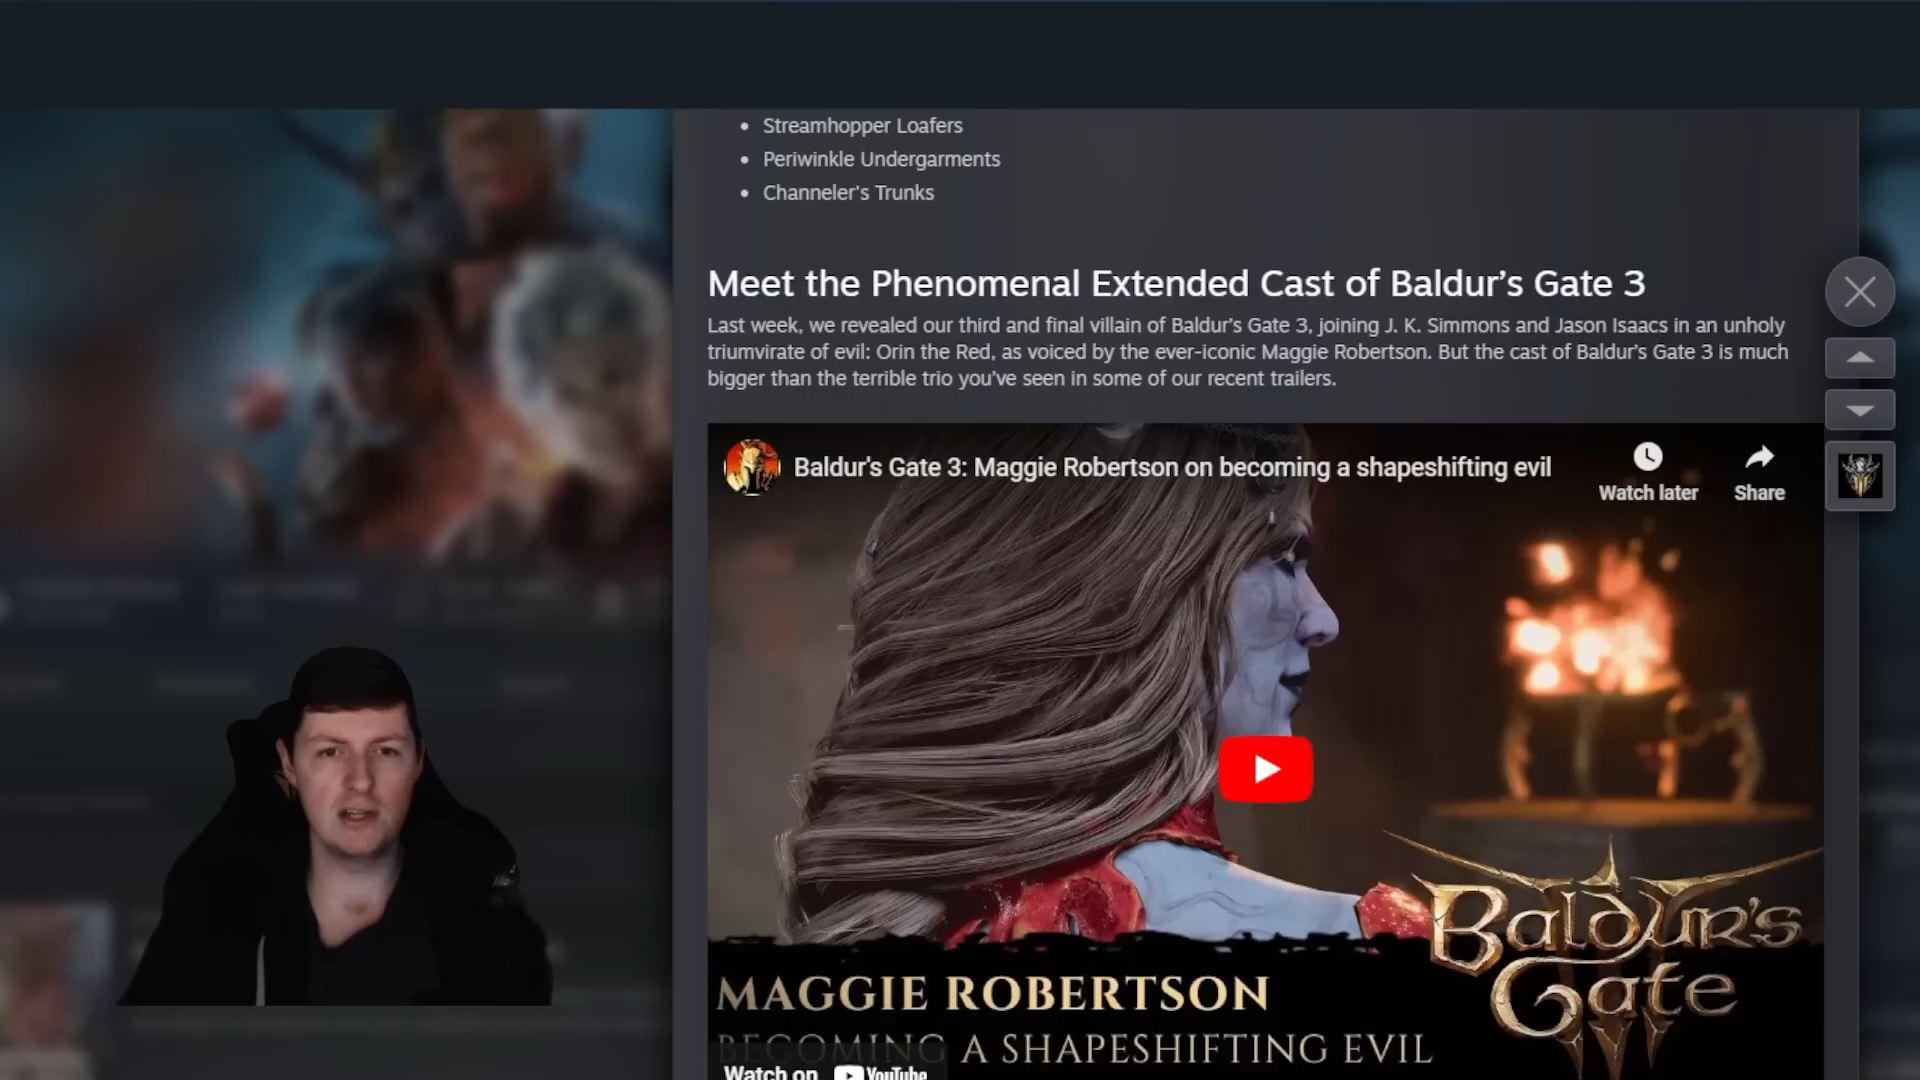 Streamhopper Loafers
Periwinkle Undergarments
Channeler's Trunks
Meet the Phenomenal Extended Cast of Baldur's Gate 3
Last week, we revealed our third and final villain of Baldur's Gate 3, joining J. K. Simmons and Jason Isaacs in an unholy
triumvirate of evil: Orin the Red, as voiced by the ever-iconic Maggie Robertson. But the cast of Baldur's Gate 3 is much
bigger than the terrible trio you've seen in some of our recent trailers.
Baldur's Gate 3: Maggie Robertson on becoming a shapeshifting evil
Watch later
Share
BALDUR'S
GATE
MAGGIE ROBERTSON
BECOMING A SHAPESHIFTING EVIL
Watch on YouTube